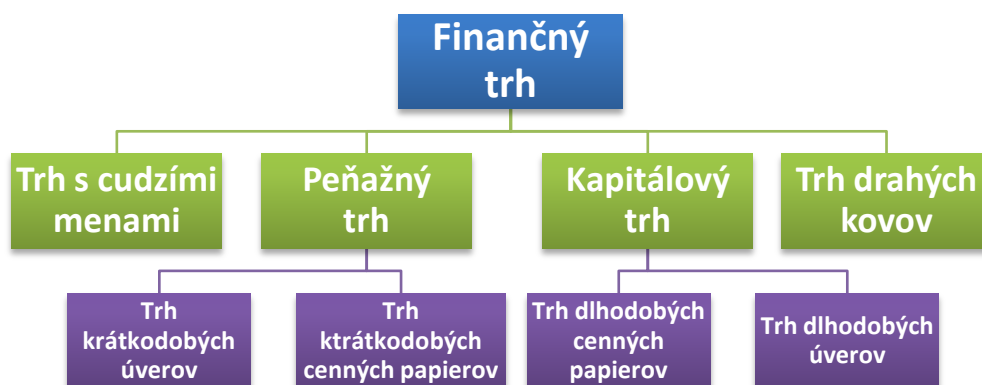 Finančný
trh
Trh s cudzími
menami
Peňažný
trh
Kapitálový
trh
Trh drahých
kovov
Trh
krátkodobých
úverov
Trh
ktrátkodobých
cenných papierov
Trh dlhodobých
cenných
papierov
Trh dlhodobých
úverov